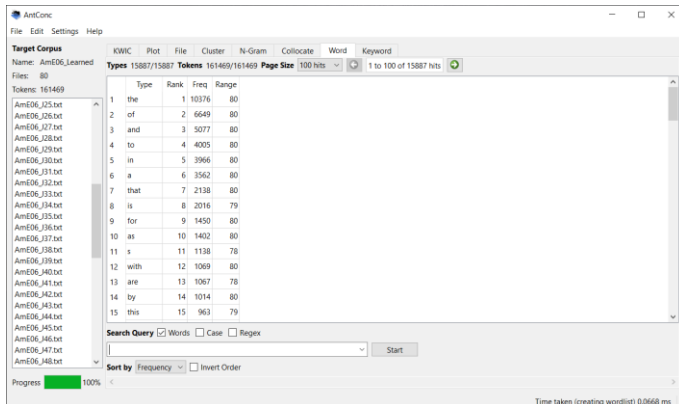 AntConc
File Edit Settings Help
Target Corpus
Name: AmE06_Learned
Files: 80
Tokens: 161469
AmE06_J25.txt
AmE06_J26.txt
AmE06_J27.txt
AmE06_J28.txt
AmE06_J29.txt
AmE06_J30.txt
AmE06_J31.txt
AmE06_J32.txt
AmE06_J33.txt
AmE06_J34.txt
AmE06_J35.txt
AmE06_J36.txt
AmE06_J37.txt
AmE06_J38.txt
AmE06_J39.txt
AmE06_J40.txt
AmE06_J41.txt
AmE06_J42.txt
AmE06_J43.txt
AmE06_J44.txt
AmE06_J45.txt
AmE06_J46.txt
AmE06_J47.txt
AmE06_J48.txt
Progress 100%
KWIC Plot File Cluster N-Gram Collocate Word Keyword
Types 15887/15887 Tokens 161469/161469 Page Size 100 hits 1 to 100 of 15887 hits
Type Rank Freq Range
1 the 1 10376 80
2 of 2 6649 80
3 and 3 5077 80
4 to 4 4005 80
5 in 5 3966 80
6 a 6 3562 80
7 that 7 2138 80
8 is 8 2016 79
9 for 9 1450 80
10 as 10 1402 80
11 s 11 1138 78
12 with 12 1069 80
13 are 13 1067 78
14 by 14 1014 80
15 this 15 963 79
Search Query Words Case Regex
Start
Sort by Frequency Invert Order
Time taken (creating wordlist) 0.0668 ms